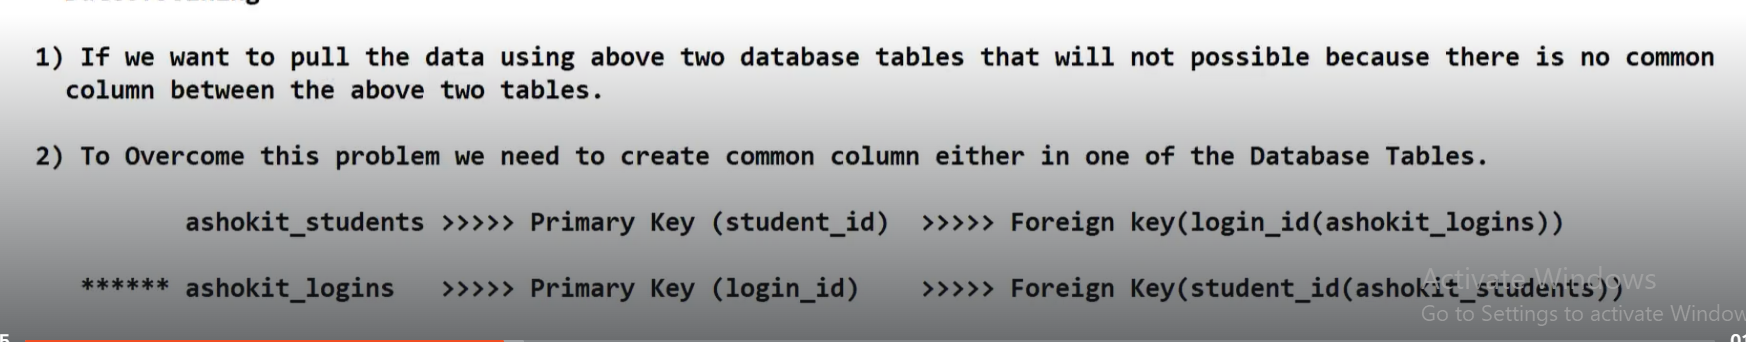 1) If we want to pull the data using above two database tables that will not possible because there is no common
column between the above two tables.
2) To Overcome this problem we need to create common column either in one of the Database Tables.
ashokit_students >>>>> Primary Key (student_id) >>>>> Foreign key(login_id(ashokit_logins))
****** ashokit_logins >>>>> Primary Key (login_id) >>>>> Foreign Key(student_id(ashokit_students))
Activate Windows
Go to Settings to activate Window